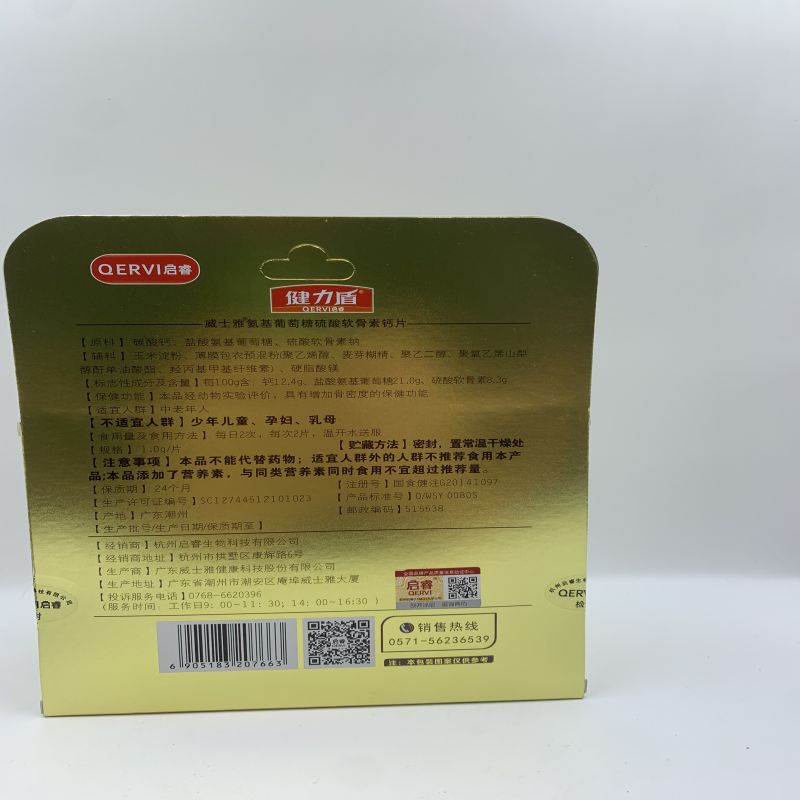 QERVI启睿
健力盾®
QERVI启睿
威士雅®氨基葡萄糖硫酸软骨素钙片
【原料】碳酸钙、盐酸氨基葡萄糖、硫酸软骨素钠
【辅料】玉米淀粉、薄膜包衣预混粉(聚乙烯醇、麦芽糊精、聚乙二醇、聚氧乙烯山梨
醇酐单油酸酯、羟丙基甲基纤维素)、硬脂酸镁
【标志性成分及含量】每100g含：钙12.4g、盐酸氨基葡萄糖21.0g、硫酸软骨素8.3g
【保健功能】本品经动物实验评价，具有增加骨密度的保健功能
【适宜人群】中老年人
【不适宜人群】少年儿童、孕妇、乳母
【食用量及食用方法】每日2次，每次2片，温开水送服
【规格】1.0g/片
【贮藏方法】密封，置常温干燥处
【注意事项】本品不能代替药物；适宜人群外的人群不推荐食用本产
品;本品添加了营养素，与同类营养素同时食用不宜超过推荐量。
【保质期】24个月
【注册号】国食健注G20141097
【生产许可证编号】SC12744512101023
【产品标准号】Q/WSY 0080S
【产地】广东潮州
【邮政编码】515638
【生产批号/生产日期/保质期至】
【经销商】杭州启睿生物科技有限公司
【经销商地址】杭州市拱墅区康辉路6号
【生产商】广东威士雅健康科技股份有限公司
【生产地址】广东省潮州市潮安区庵埠威士雅大厦
【投诉服务电话】0768-6620396
(服务时间：工作日9：00-11：30；14：00-16:30 )
启睿
QERVI
启睿
QERV
6 905183 207663
启睿
销售热线
0571-56236539
注：本包装图案仅供参考